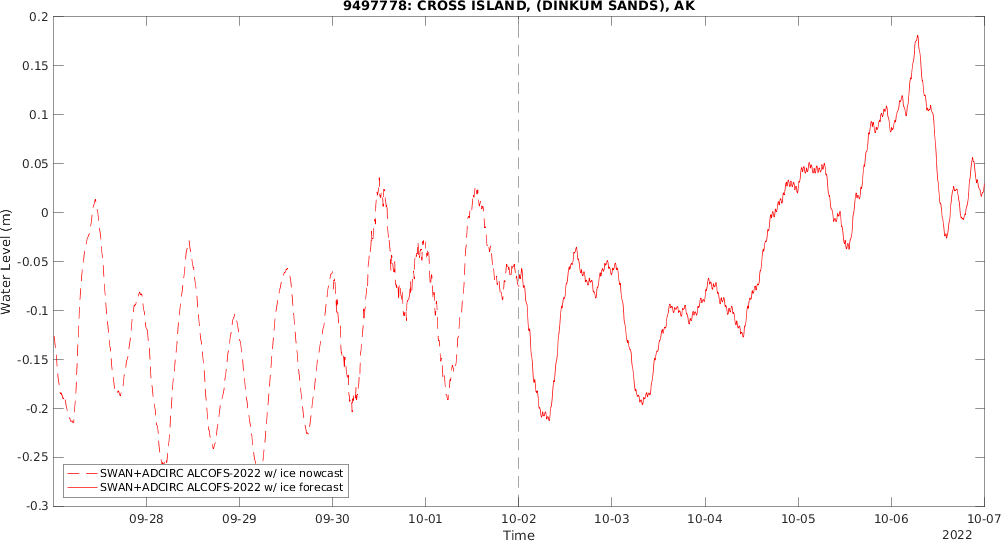 9497778: CROSS ISLAND, (DINKUM SANDS), AK
0.2
0.15
0.1
0.05
0
-0.05
-0.1
-0.15
-0.2
-0.25
-0.3
Water Level (m)
SWAN+ADCIRC ALCOFS-2022 w/ ice nowcast
SWAN+ADCIRC ALCOFS-2022 w/ ice forecast
09-28 09-29 09-30 10-01 10-02 10-03 10-04 10-05 10-06 10-07
Time
2022